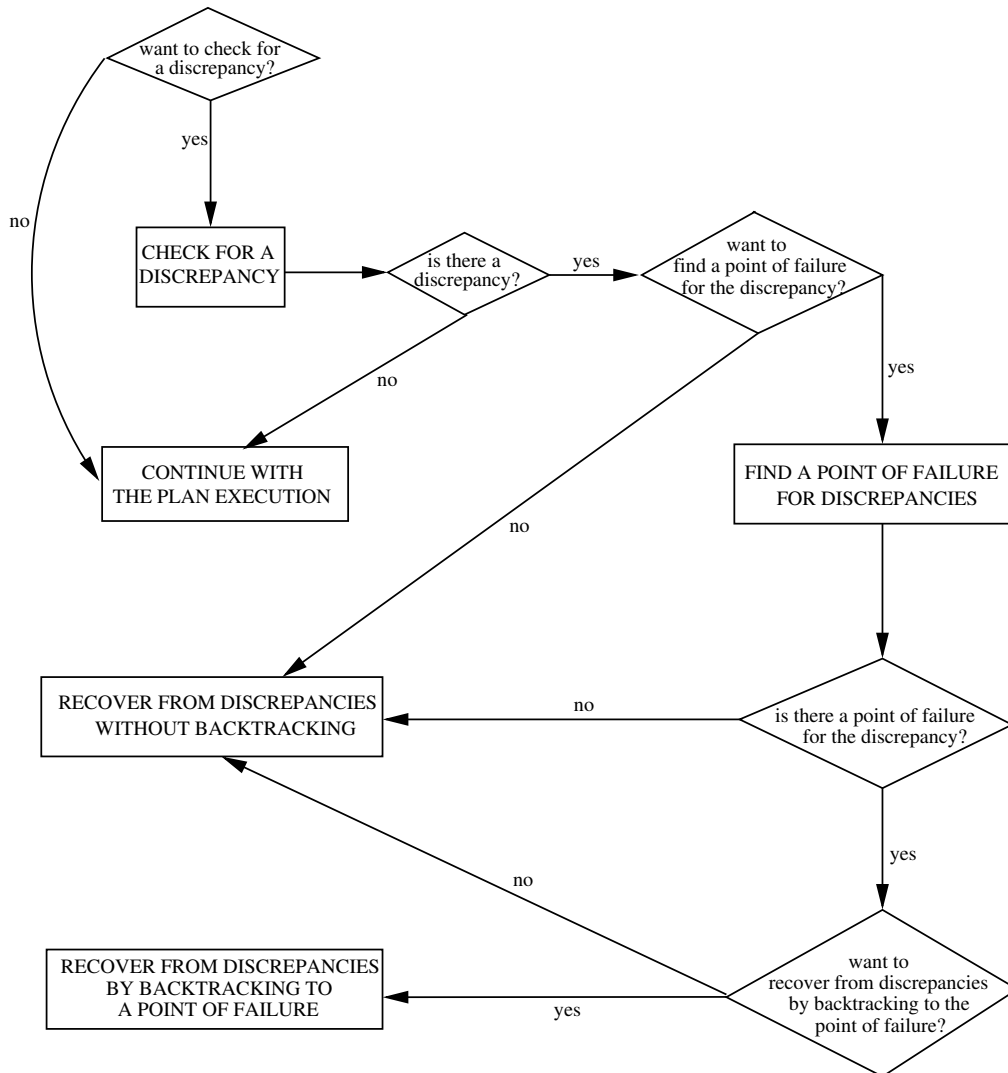 want to check for
a discrepancy?
yes
no
CHECK FOR A
DISCREPANCY
is there a
discrepancy?
yes
want to
find a point of failure
for the discrepancy?
no
yes
CONTINUE WITH
THE PLAN EXECUTION
FIND A POINT OF FAILURE
FOR DISCREPANCIES
no
RECOVER FROM DISCREPANCIES
WITHOUT BACKTRACKING
no
is there a point of failure
for the discrepancy?
yes
no
RECOVER FROM DISCREPANCIES
BY BACKTRACKING TO
A POINT OF FAILURE
yes
want to
recover from discrepancies
by backtracking to the
point of failure?